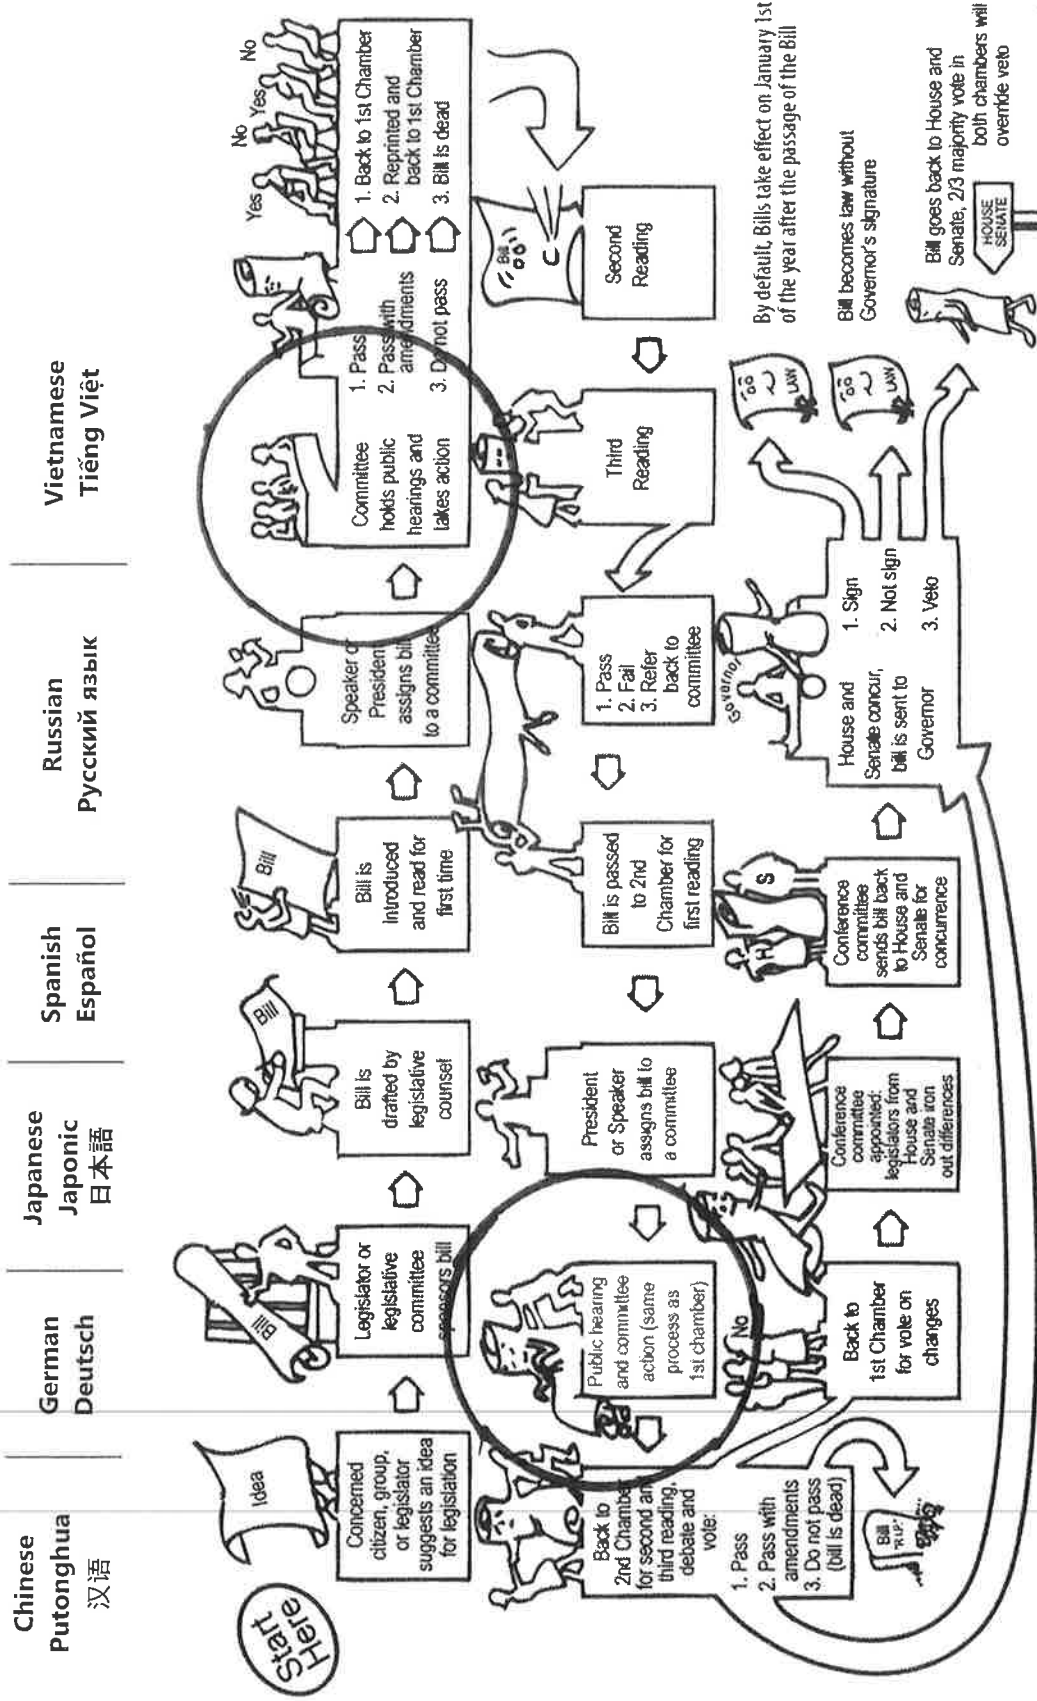 Chinese
Putonghua
汉语
German
Deutsch
Japanese
Japonic
日本語
Spanish
Español
Russian
Русский язык
Vietnamese
Tiếng Việt
Start
Here
Idea
Concerned
citizen, group,
or legislator
suggests an idea
for legislation
Bill
Legislator or
legislative
committee
sponsors bill
Bill
Bill is
drafted by
legislative
counsel
Bill
Bill is
introduced
and read for
first time
Speaker or
President
assigns bill
to a committee
Committee
holds public
hearings and
takes action
1. Pass
2. Pass with
amendments
3. Do not pass
Yes
No
Yes
No
1. Back to 1st Chamber
2. Reprinted and
back to 1st Chamber
3. Bill is dead
Bill
Second
Reading
Third
Reading
1. Pass
2. Fail
3. Refer
back to
committee
Bill is passed
to 2nd
Chamber for
first reading
President
or Speaker
assigns bill to
a committee
Public hearing
and committee
action (same
process as
1st chamber)
Back to
2nd Chamber
for second and
third reading,
debate and
vote:
1. Pass
2. Pass with
amendments
3. Do not pass
(bill is dead)
Bill
R.I.P.
No
Back to
1st Chamber
for vote on
changes
Conference
committee
appointed:
legislators from
House and
Senate iron
out differences
H
S
Conference
committee
sends bill back
to House and
Senate for
concurrence
Governor
House and
Senate concur,
bill is sent to
Governor
1. Sign
2. Not sign
3. Veto
LAW
By default, Bills take effect on January 1st
of the year after the passage of the Bill
LAW
Bill becomes law without
Governor's signature
Bill goes back to House and
Senate, 2/3 majority vote in
both chambers will
override veto
HOUSE
SENATE